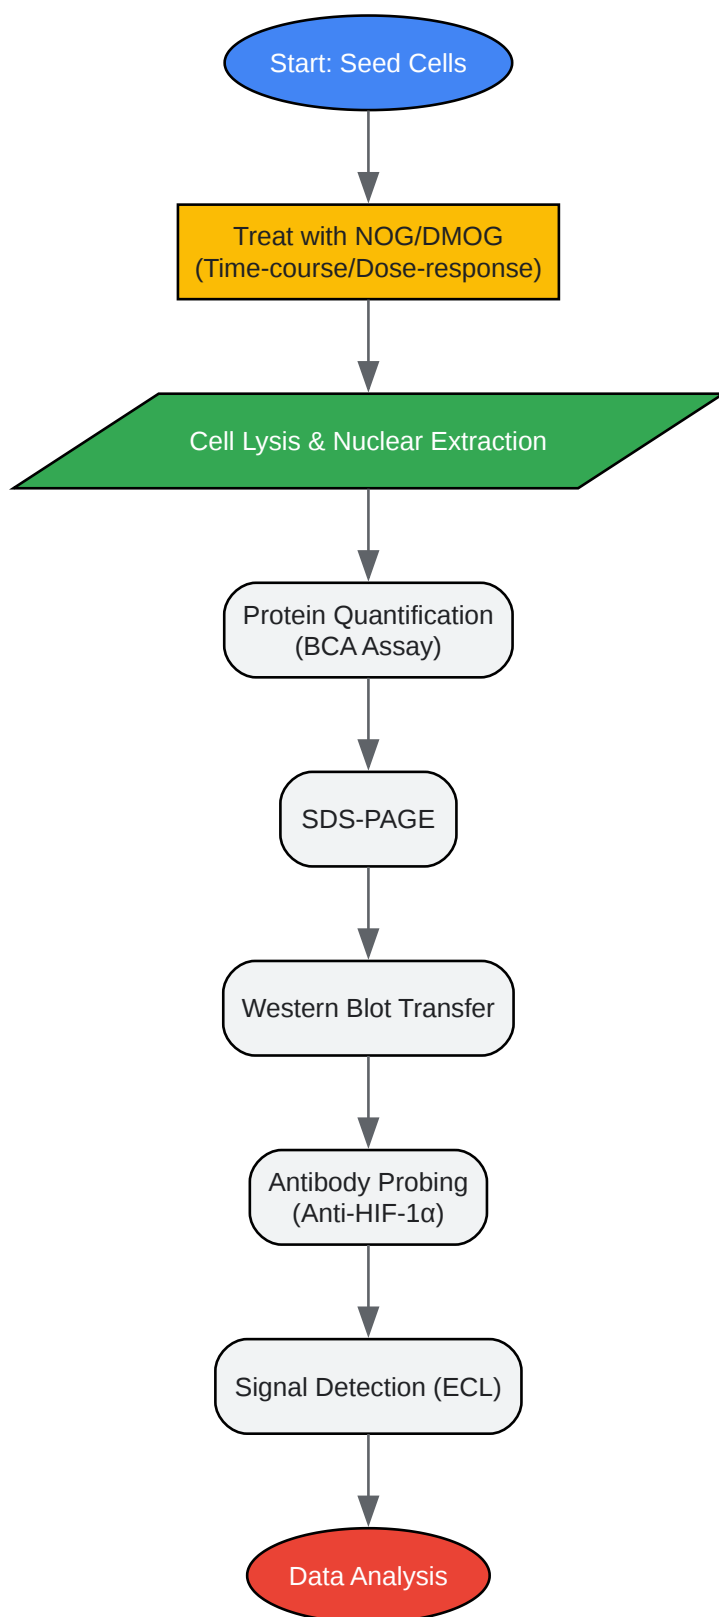 Start: Seed Cells
Treat with NOG/DMOG
(Time-course/Dose-response)
Cell Lysis & Nuclear Extraction
Protein Quantification
(BCA Assay)
SDS-PAGE
Western Blot Transfer
Antibody Probing
(Anti-HIF-1α)
Signal Detection (ECL)
Data Analysis